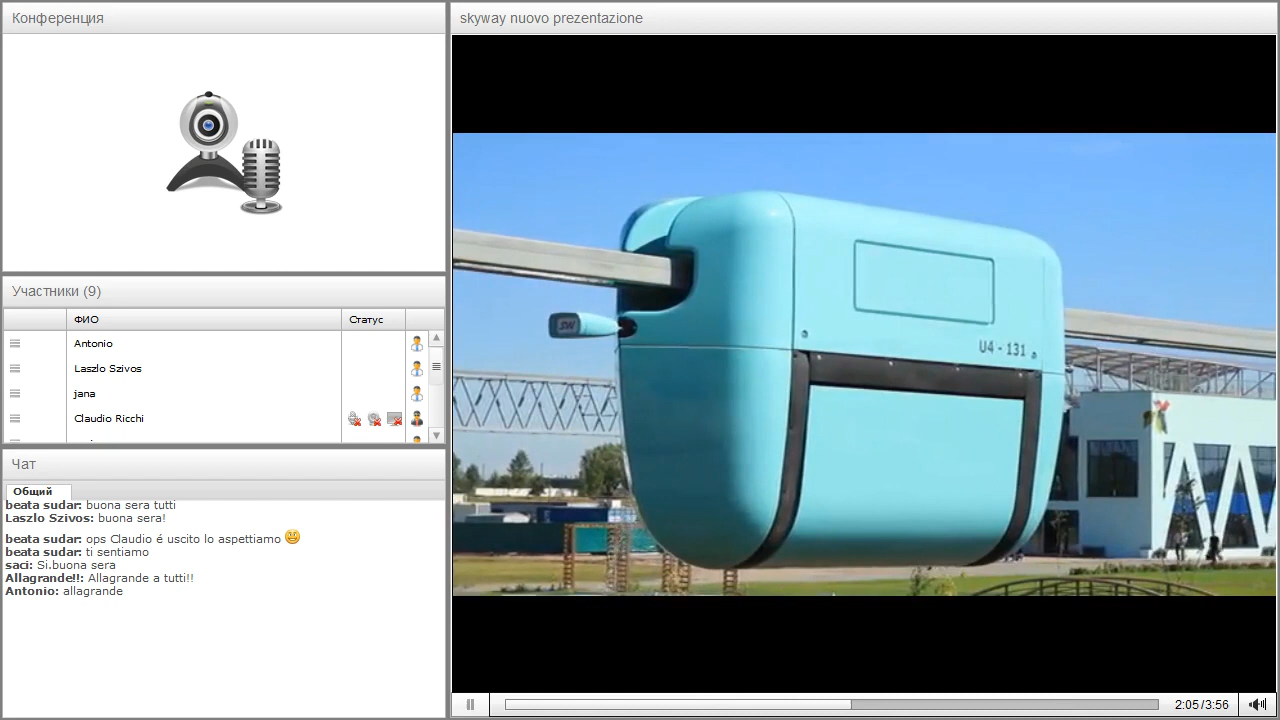 Конференция
skyway nuovo prezentazione
SW
U4 - 131
Участники (9)
ФИО
Статус
Antonio
Laszlo Szivos
jana
Claudio Ricchi
Чат
Общий
beata sudar: buona sera tutti
Laszlo Szivos: buona sera!
beata sudar: ops Claudio é uscito lo aspettiamo
beata sudar: ti sentiamo
saci: Si.buona sera
Allagrande!!: Allagrande a tutti!!
Antonio: allagrande
2:05/3:56